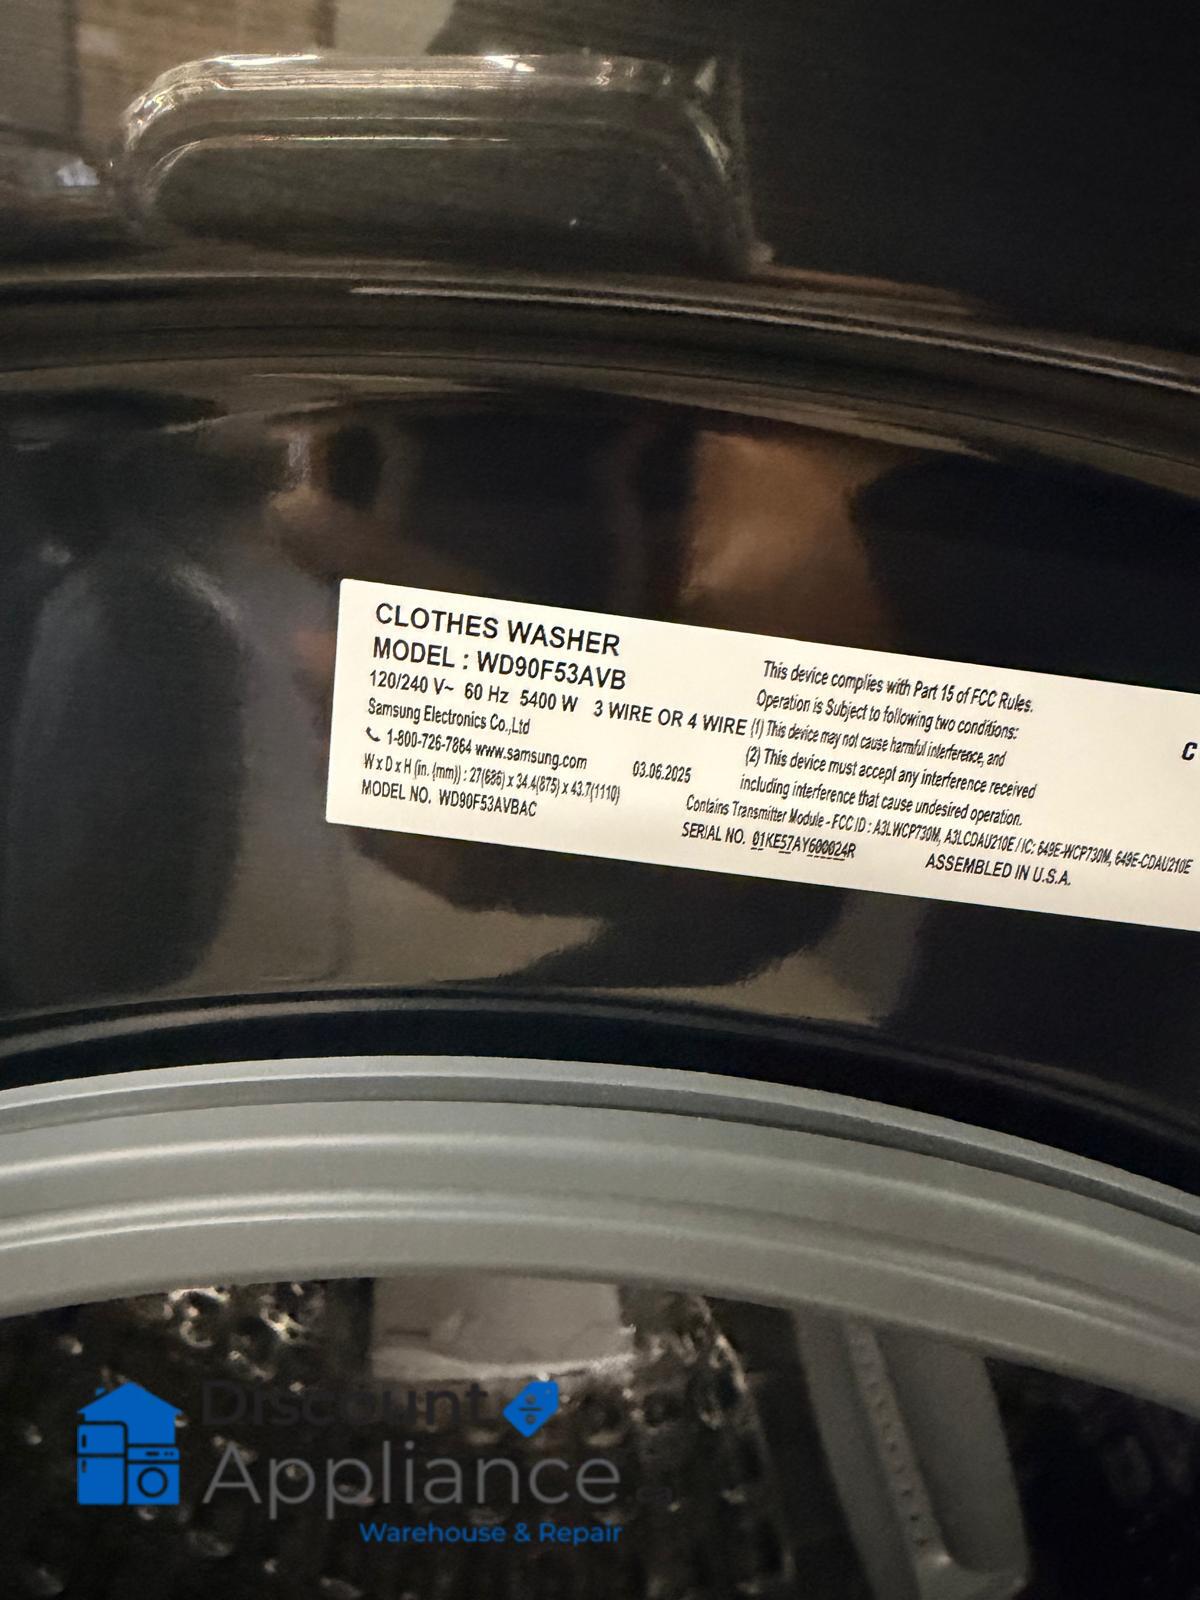 CLOTHES WASHER
MODEL : WD90F53AVB
120/240 V~ 60 Hz 5400 W 3 WIRE OR 4 WIRE
Samsung Electronics Co.,Ltd
1-800-726-7864 www.samsung.com
03.06.2025
W x D x H (in. (mm)) : 27(686) x 34.4(875) x 43.7(1110)
MODEL NO. WD90F53AVBAC
This device complies with Part 15 of FCC Rules.
Operation is Subject to following two conditions:
(1) This device may not cause harmful interference, and
(2) This device must accept any interference received
including interference that cause undesired operation.
Contains Transmitter Module - FCC ID : A3LWCP730M, A3LCDAU210E / IC: 649E-WCP730M, 649E-CDAU210E
SERIAL NO. 01KE57AY600024R
ASSEMBLED IN U.S.A.
C
Discount
Appliance
Warehouse & Repair